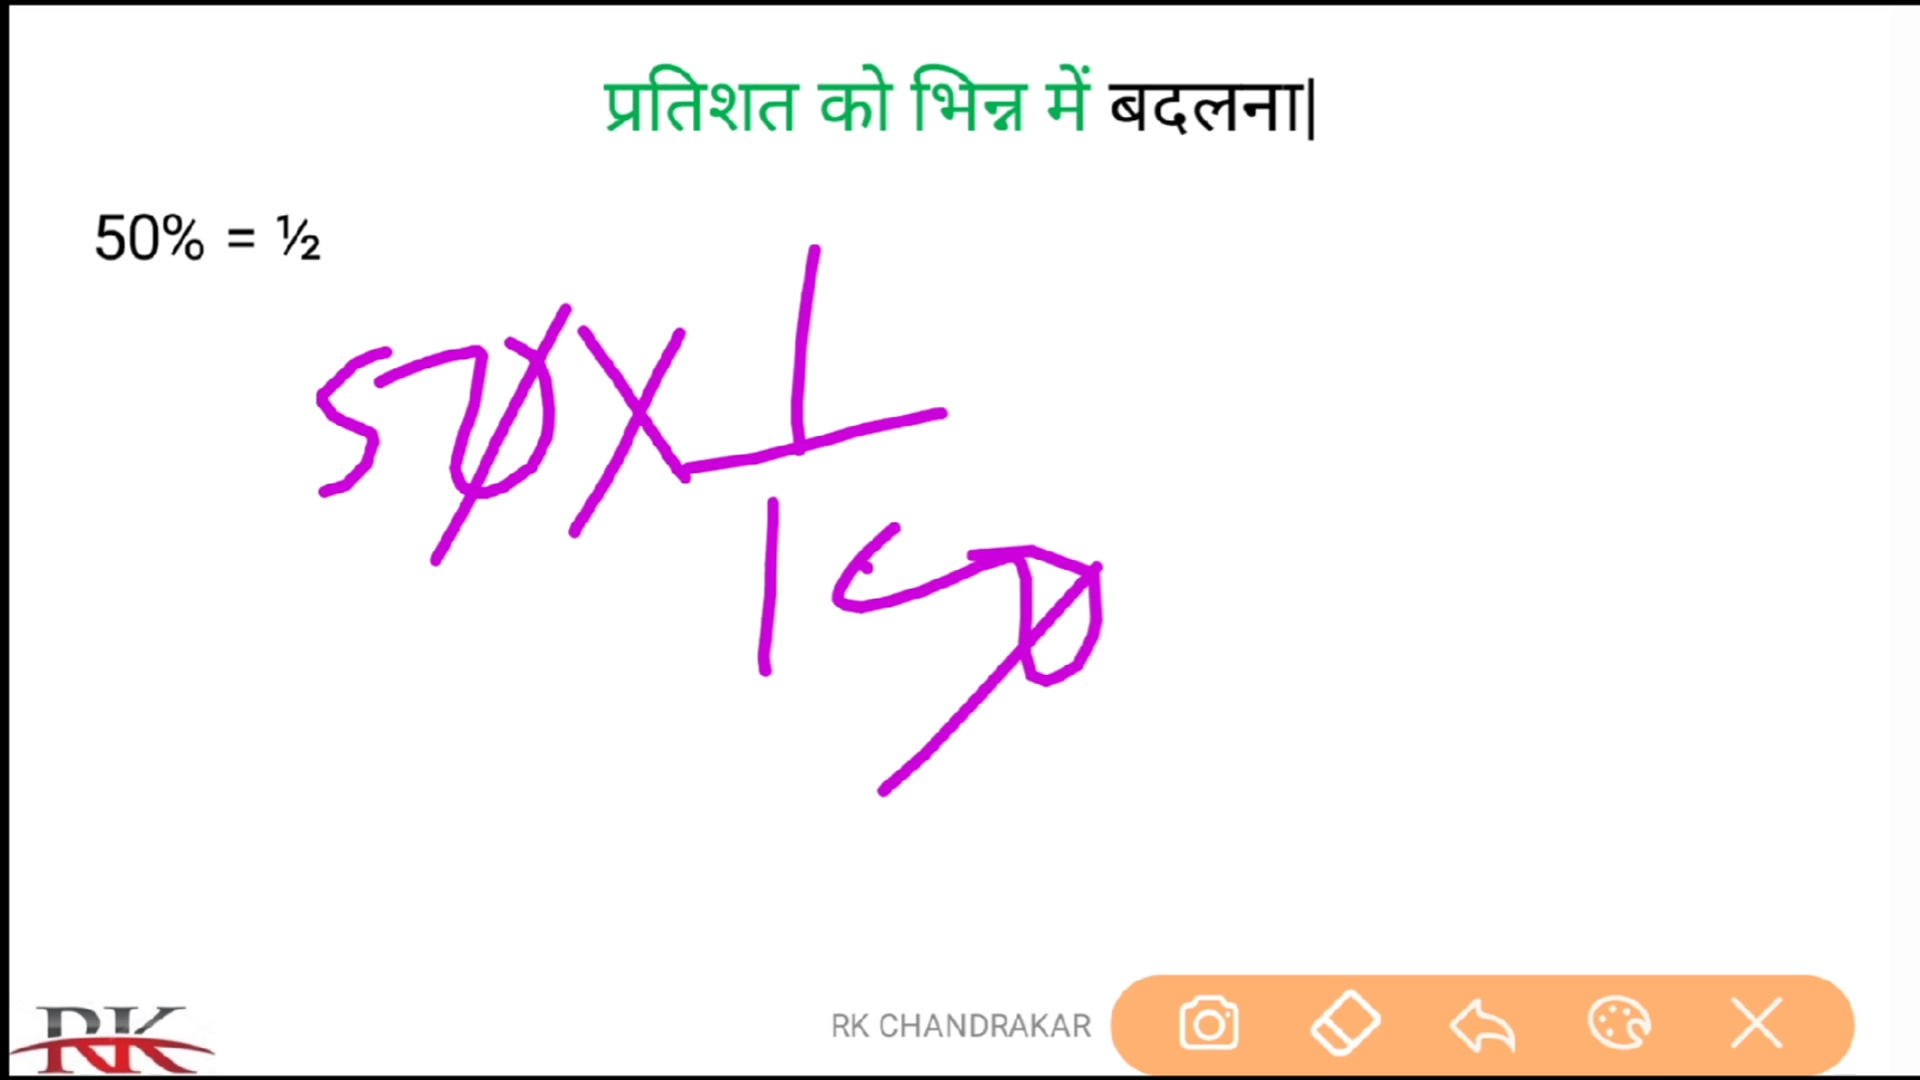 प्रतिशत को भिन्न में बदलना|
50% = ½
50 × 1
100
RK
RK CHANDRAKAR